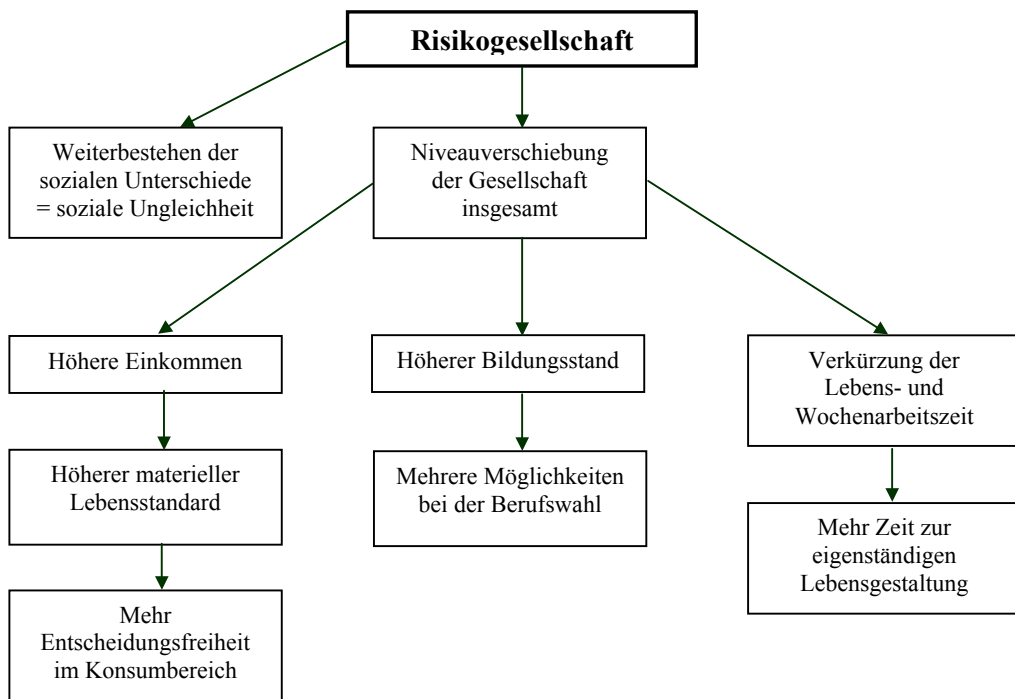 Risikogesellschaft
Weiterbestehen der
sozialen Unterschiede
= soziale Ungleichheit
Niveauverschiebung
der Gesellschaft
insgesamt
Höhere Einkommen
Höherer Bildungsstand
Verkürzung der
Lebens- und
Wochenarbeitszeit
Höherer materieller
Lebensstandard
Mehrere Möglichkeiten
bei der Berufswahl
Mehr Zeit zur
eigenständigen
Lebensgestaltung
Mehr
Entscheidungsfreiheit
im Konsumbereich